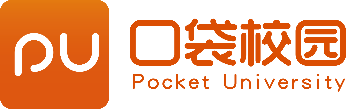 pu
口袋校园
Pocket University